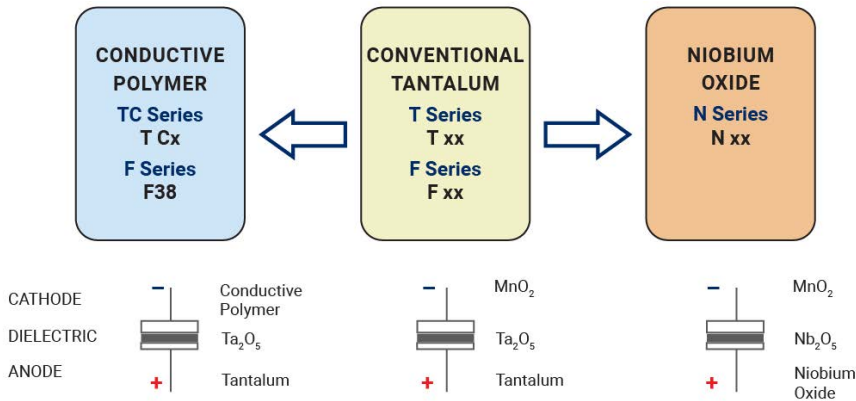 CONDUCTIVE
POLYMER
TC Series
T Cx
F Series
F38
CONVENTIONAL
TANTALUM
T Series
T xx
F Series
F xx
NIOBIUM
OXIDE
N Series
N xx
CATHODE
DIELECTRIC
ANODE
−
Conductive
Polymer
Ta₂O₅
+
Tantalum
−
MnO₂
Ta₂O₅
+
Tantalum
−
MnO₂
Nb₂O₅
+
Niobium
Oxide